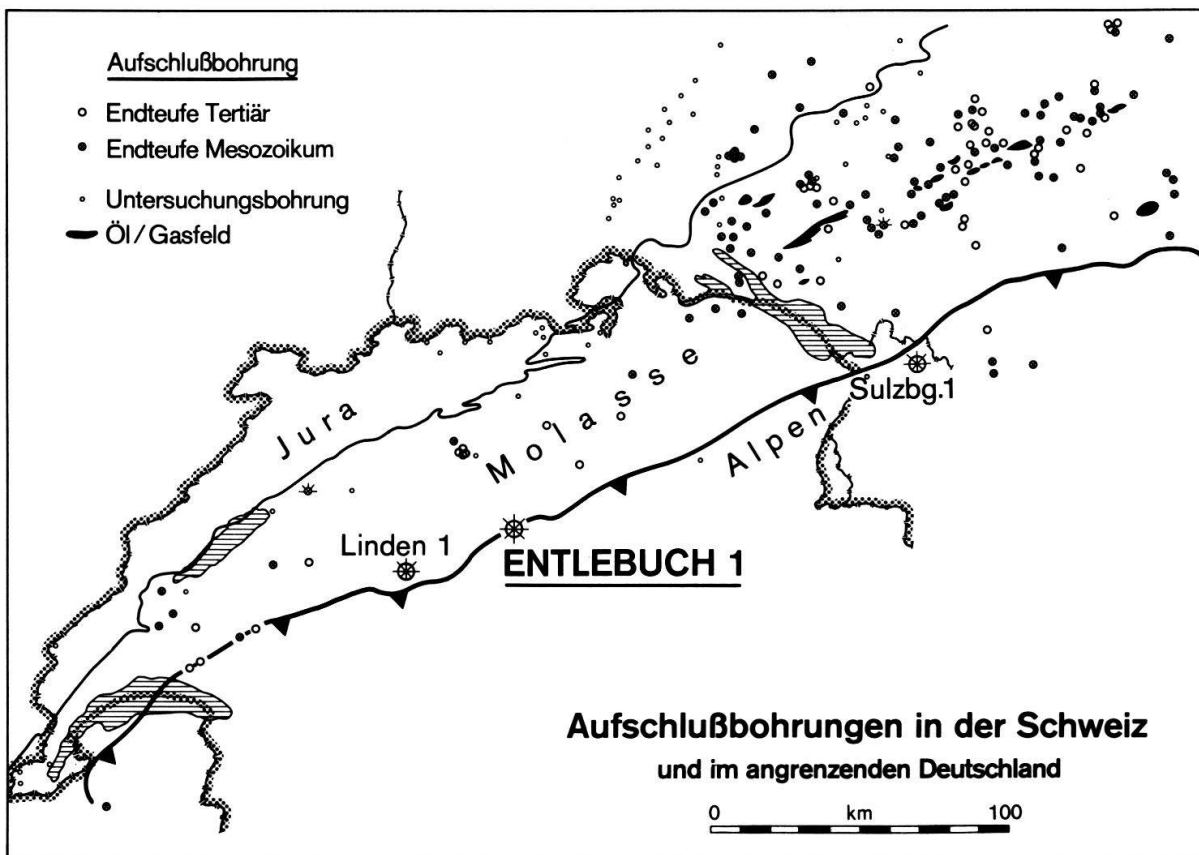 Aufschlußbohrung
Endteufe Tertiär
Endteufe Mesozoikum
Untersuchungsbohrung
Öl/Gasfeld
Jura
Molasse
Alpen
Sulzbg.1
Linden 1
ENTLEBUCH 1
Aufschlußbohrungen in der Schweiz
und im angrenzenden Deutschland
0 km 100